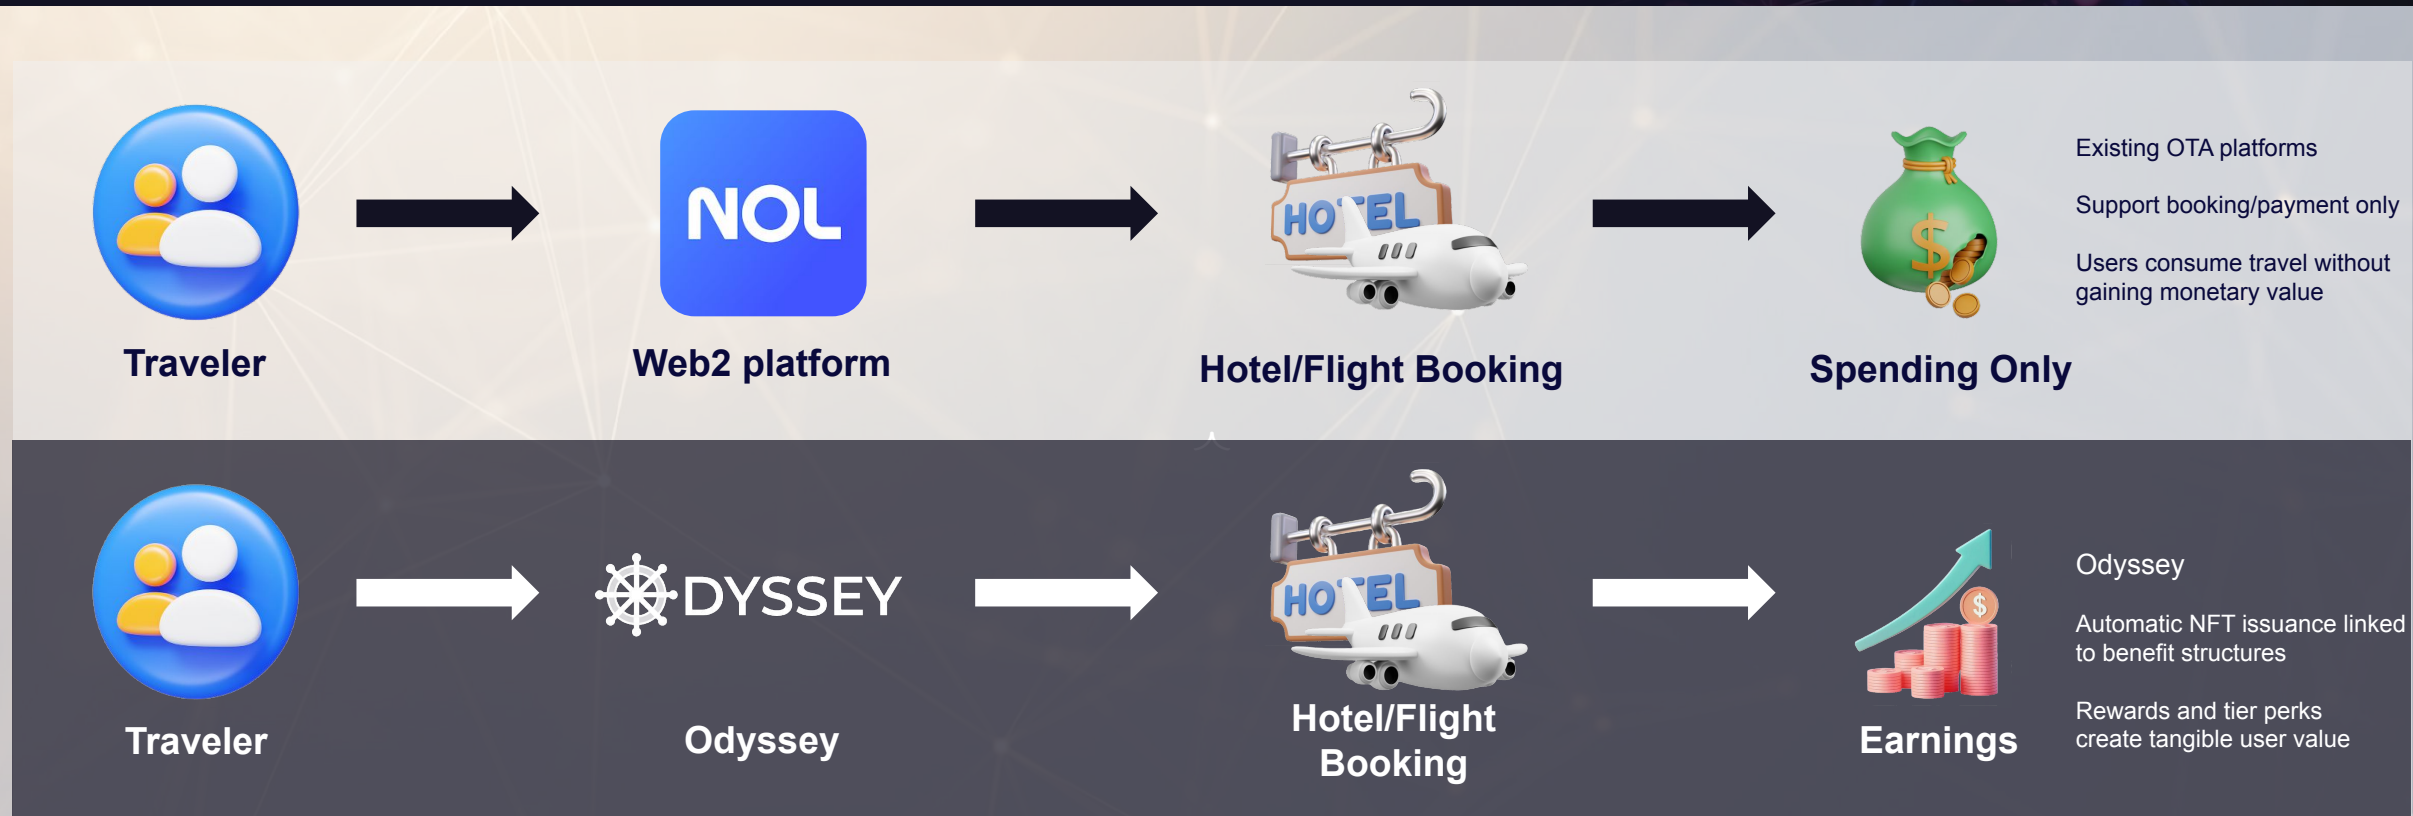 NOL
HOTEL
$
Existing OTA platforms
Support booking/payment only
Users consume travel without
gaining monetary value
Traveler
Web2 platform
Hotel/Flight Booking
Spending Only
DYSSEY
HOTEL
$
Odyssey
Automatic NFT issuance linked
to benefit structures
Rewards and tier perks
create tangible user value
Traveler
Odyssey
Hotel/Flight
Booking
Earnings